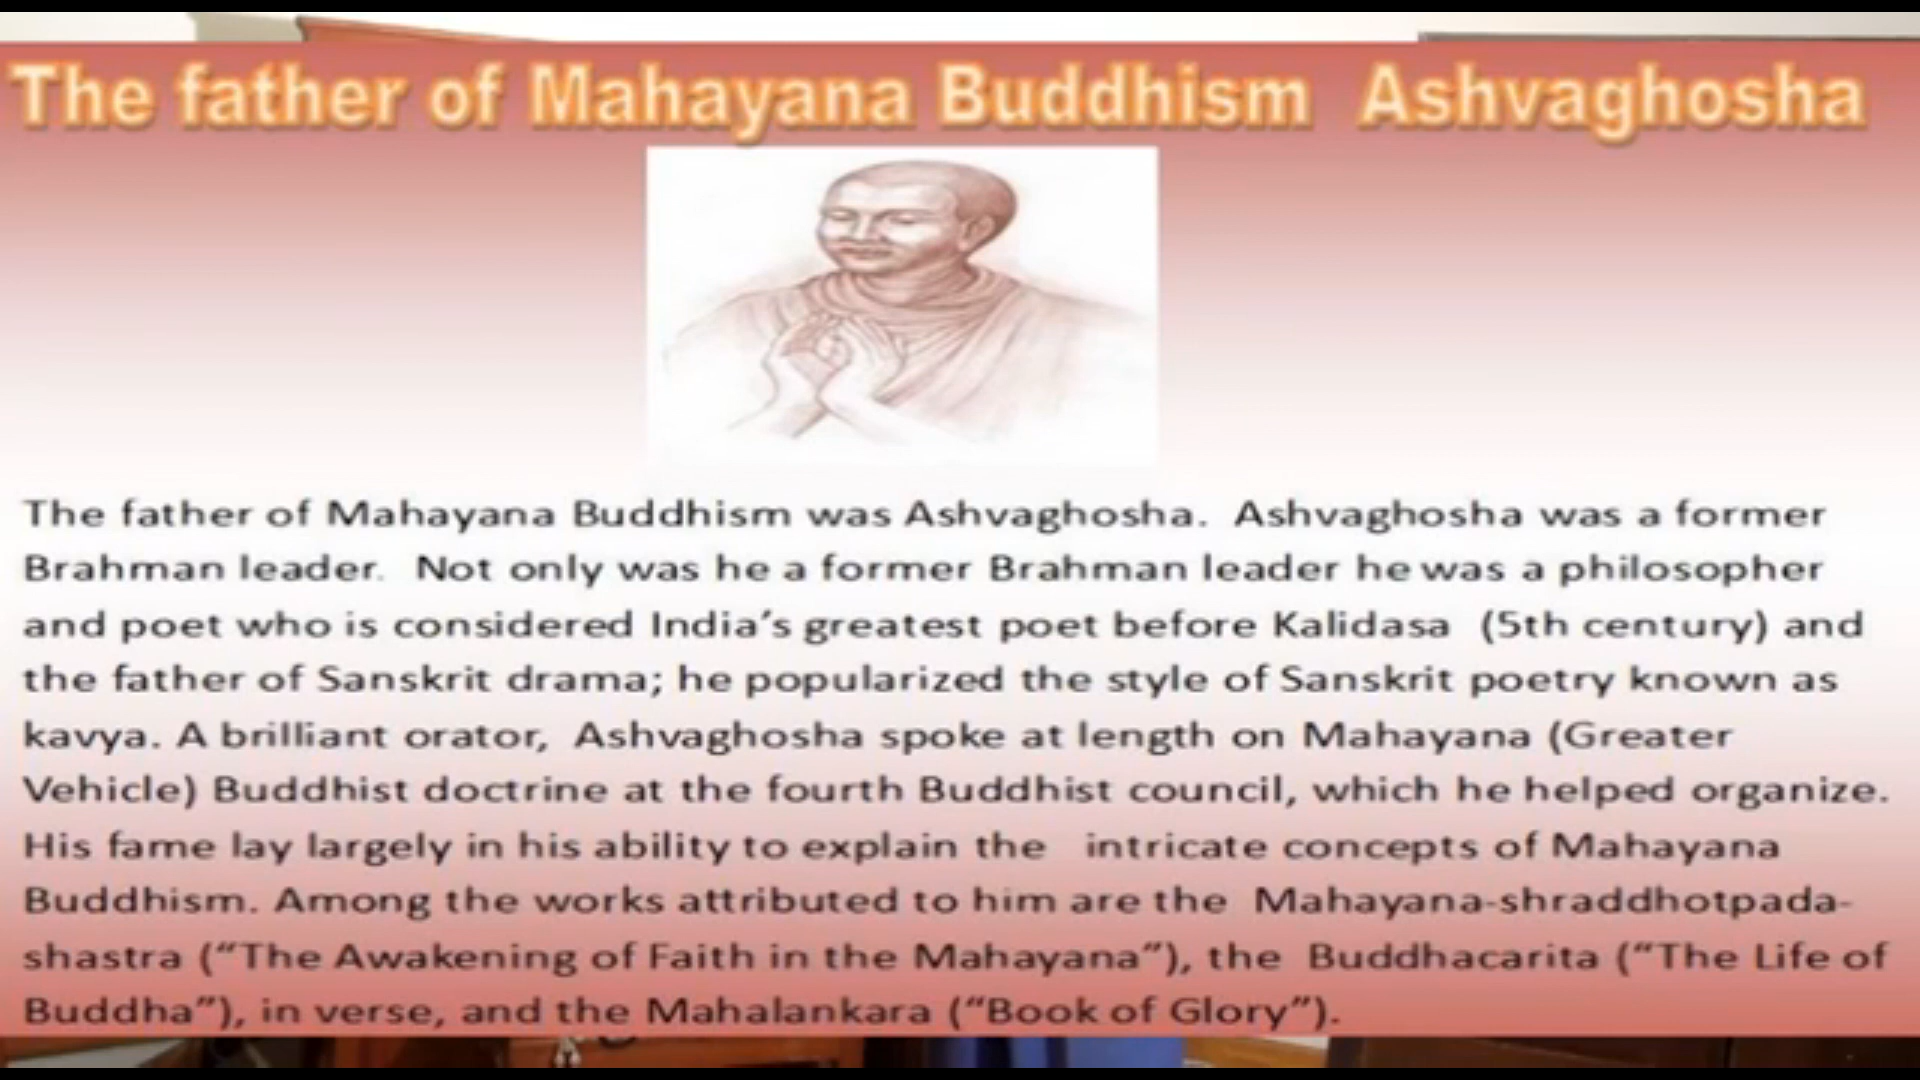 The father of Mahayana Buddhism Ashvaghosha
The father of Mahayana Buddhism was Ashvaghosha. Ashvaghosha was a former
Brahman leader. Not only was he a former Brahman leader he was a philosopher
and poet who is considered India’s greatest poet before Kalidasa (5th century) and
the father of Sanskrit drama; he popularized the style of Sanskrit poetry known as
kavya. A brilliant orator, Ashvaghosha spoke at length on Mahayana (Greater
Vehicle) Buddhist doctrine at the fourth Buddhist council, which he helped organize.
His fame lay largely in his ability to explain the intricate concepts of Mahayana
Buddhism. Among the works attributed to him are the Mahayana-shraddhotpada-
shastra (“The Awakening of Faith in the Mahayana”), the Buddhacarita (“The Life of
Buddha”), in verse, and the Mahalankara (“Book of Glory”).